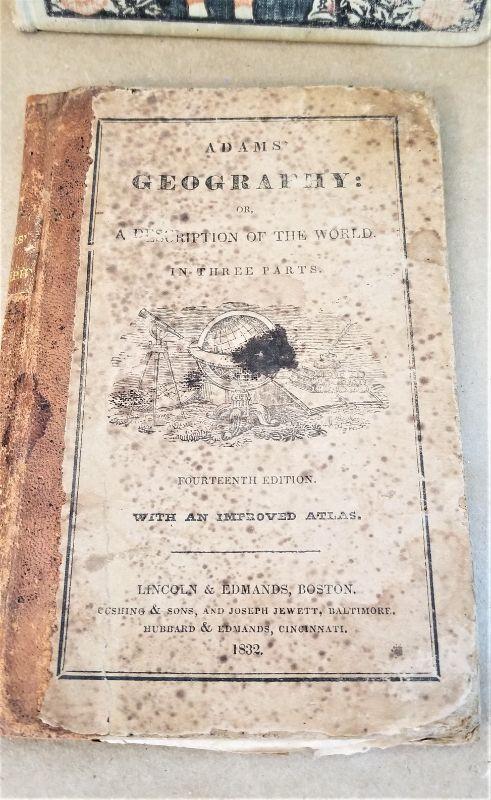 ADAMS'
GEOGRAPHY:
OR,
A DESCRIPTION OF THE WORLD.
IN THREE PARTS.
FOURTEENTH EDITION.
WITH AN IMPROVED ATLAS.
LINCOLN & EDMANDS, BOSTON.
CUSHING & SONS, AND JOSEPH JEWETT, BALTIMORE.
HUBBARD & EDMANDS, CINCINNATI.
1832.